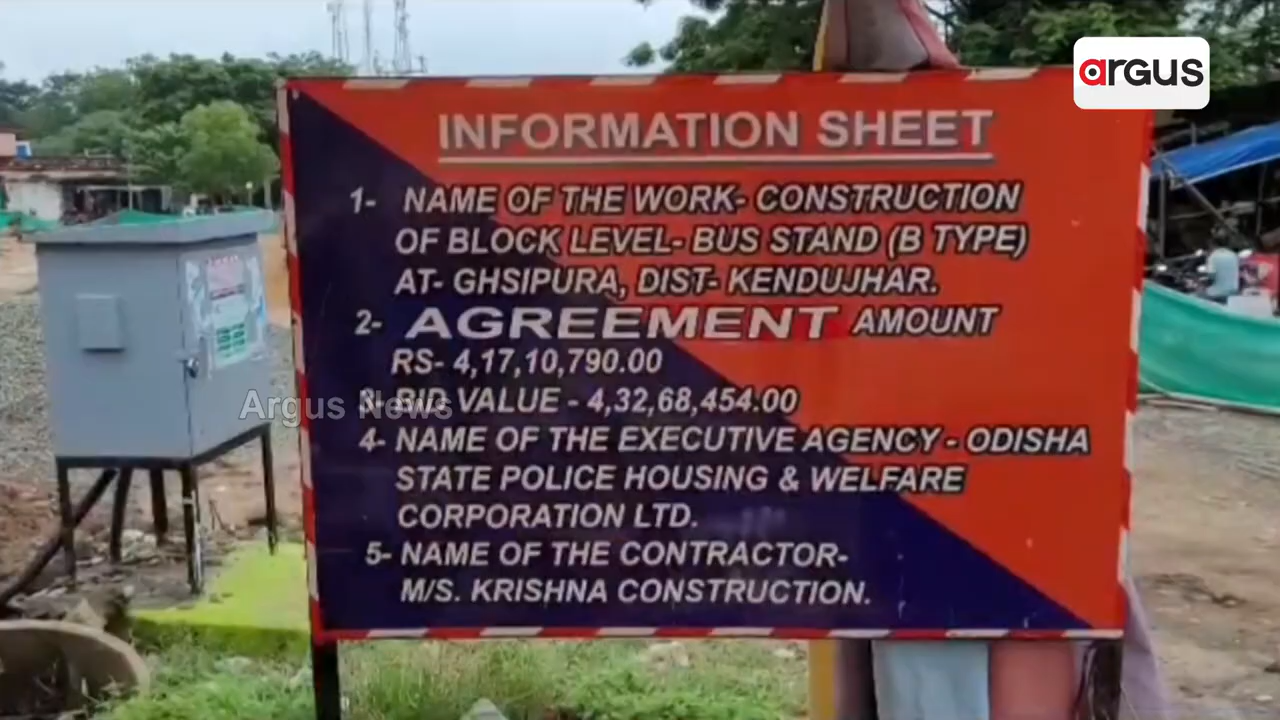 argus
INFORMATION SHEET
1- NAME OF THE WORK- CONSTRUCTION
OF BLOCK LEVEL- BUS STAND (B TYPE)
AT- GHSIPURA, DIST- KENDUJHAR.
2- AGREEMENT AMOUNT
RS- 4,17,10,790.00
3- BID VALUE - 4,32,68,454.00
Argus News
4- NAME OF THE EXECUTIVE AGENCY - ODISHA
STATE POLICE HOUSING & WELFARE
CORPORATION LTD.
5- NAME OF THE CONTRACTOR-
M/S. KRISHNA CONSTRUCTION.